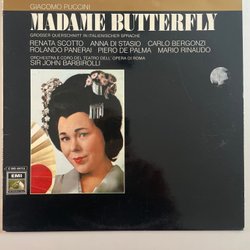 GIACOMO PUCCINI
MADAME BUTTERFLY
GROSSER QUERSCHNITT IN ITALIENISCHER SPRACHE
RENATA SCOTTO · ANNA DI STASIO · CARLO BERGONZI
ROLANDO PANERAI · PIERO DE PALMA · MARIO RINAUDO
ORCHESTRA E CORO DEL TEATRO DELL'OPERA DI ROMA
SIR JOHN BARBIROLLI
EMI